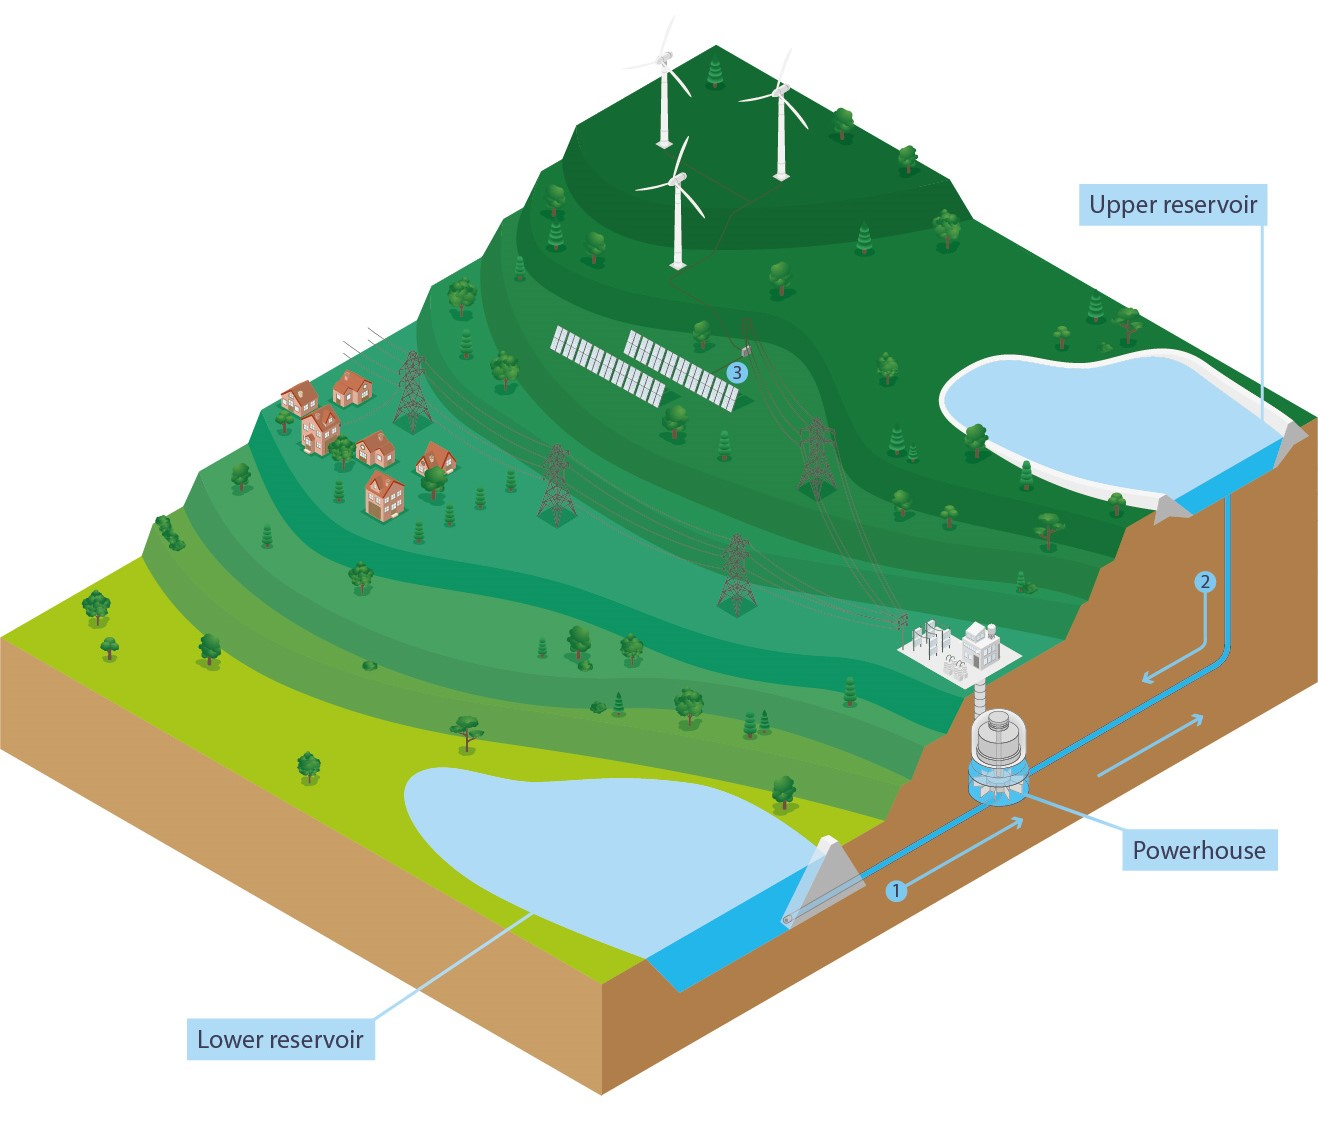 Upper reservoir
3
2
Powerhouse
1
Lower reservoir